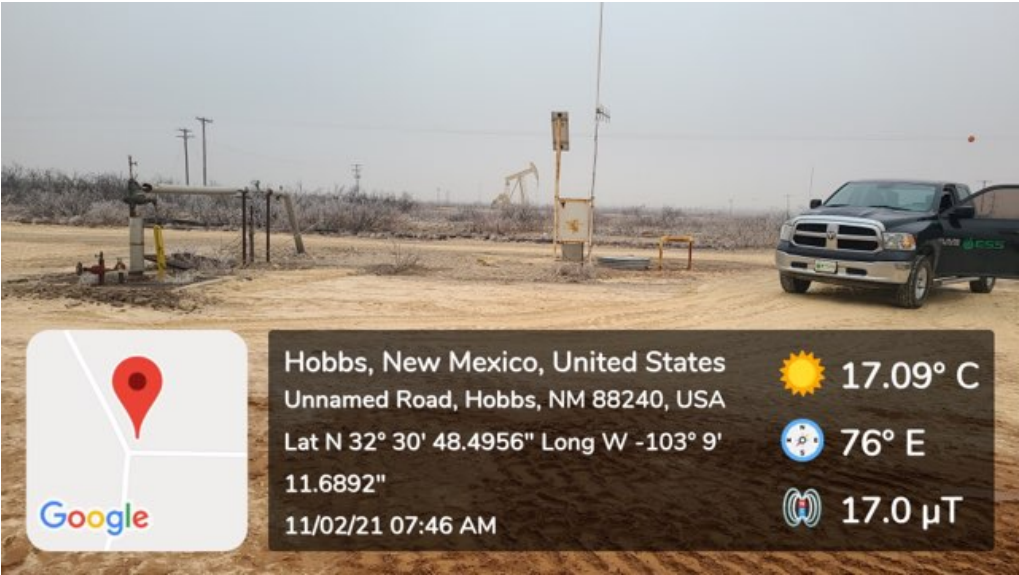 ESS
Hobbs, New Mexico, United States
Unnamed Road, Hobbs, NM 88240, USA
Lat N 32° 30' 48.4956" Long W -103° 9'
11.6892"
11/02/21 07:46 AM
17.09° C
76° E
17.0 µT
Google